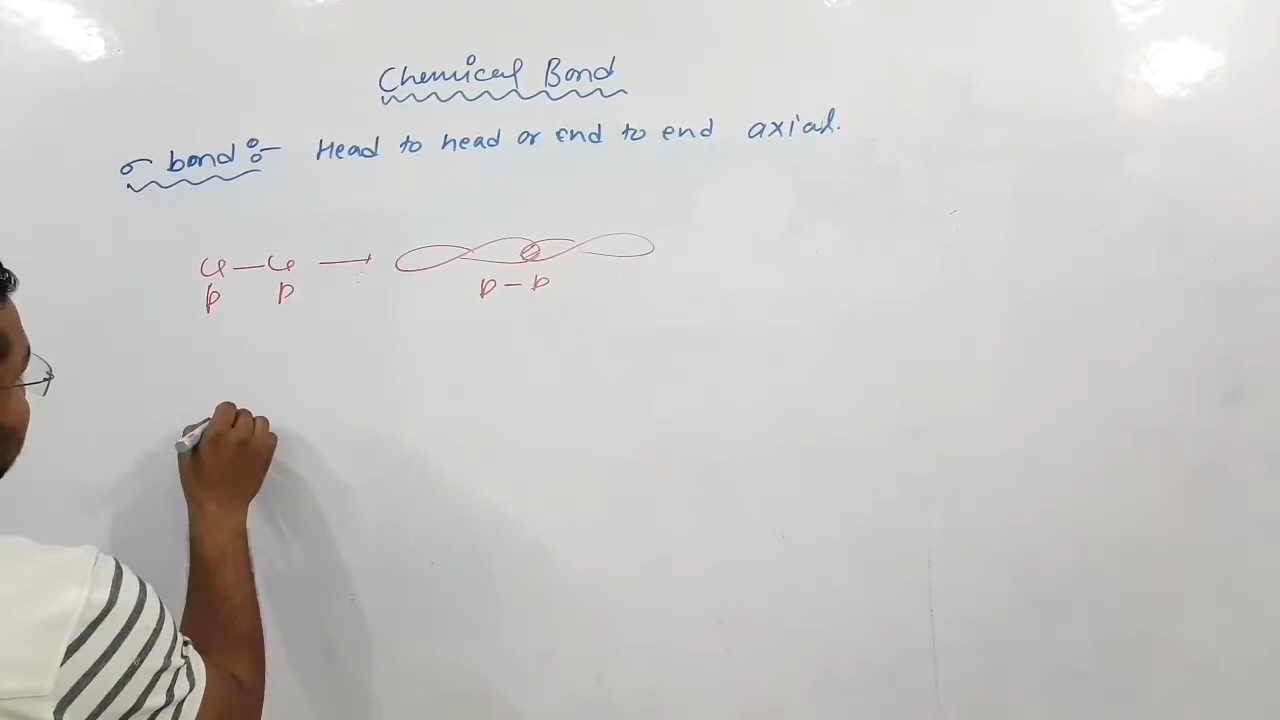 Chemical Bond
σ bond :- Head to head or end to end axial.
Cl — Cl →
p p p - p